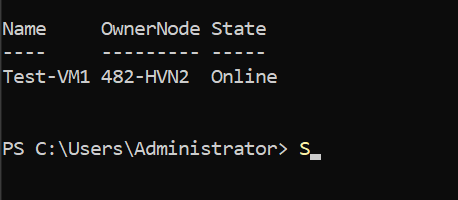 Name OwnerNode State
---- --------- -----
Test-VM1 482-HVN2 Online
PS C:\Users\Administrator> S